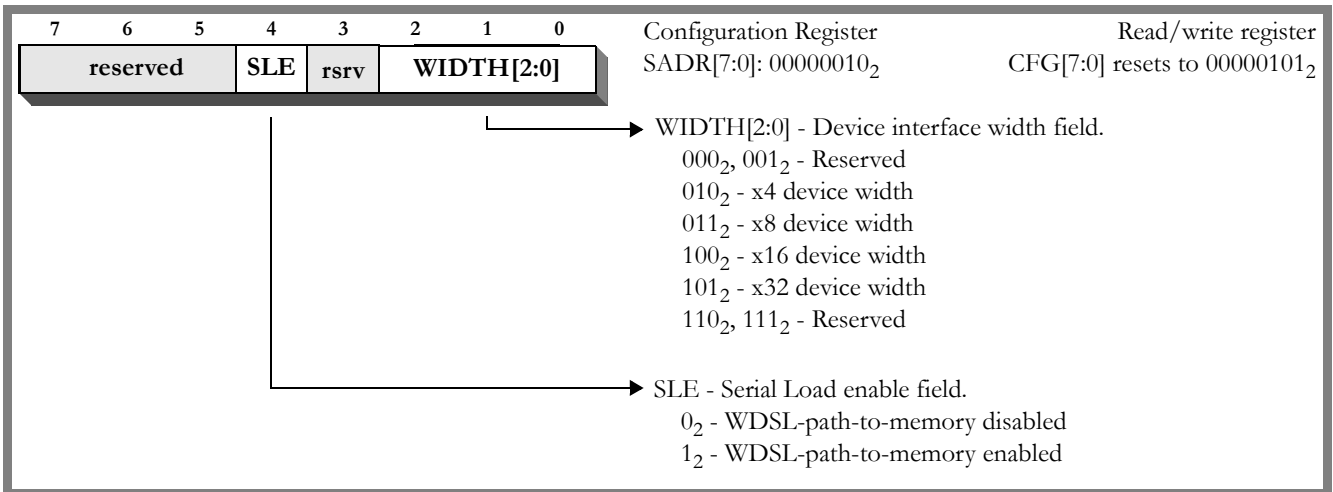 7 6 5 4 3 2 1 0
reserved SLE rsrv WIDTH[2:0]
Configuration Register Read/write register
SADR[7:0]: 00000010₂ CFG[7:0] resets to 00000101₂
WIDTH[2:0] - Device interface width field.
000₂, 001₂ - Reserved
010₂ - x4 device width
011₂ - x8 device width
100₂ - x16 device width
101₂ - x32 device width
110₂, 111₂ - Reserved
SLE - Serial Load enable field.
0₂ - WDSL-path-to-memory disabled
1₂ - WDSL-path-to-memory enabled